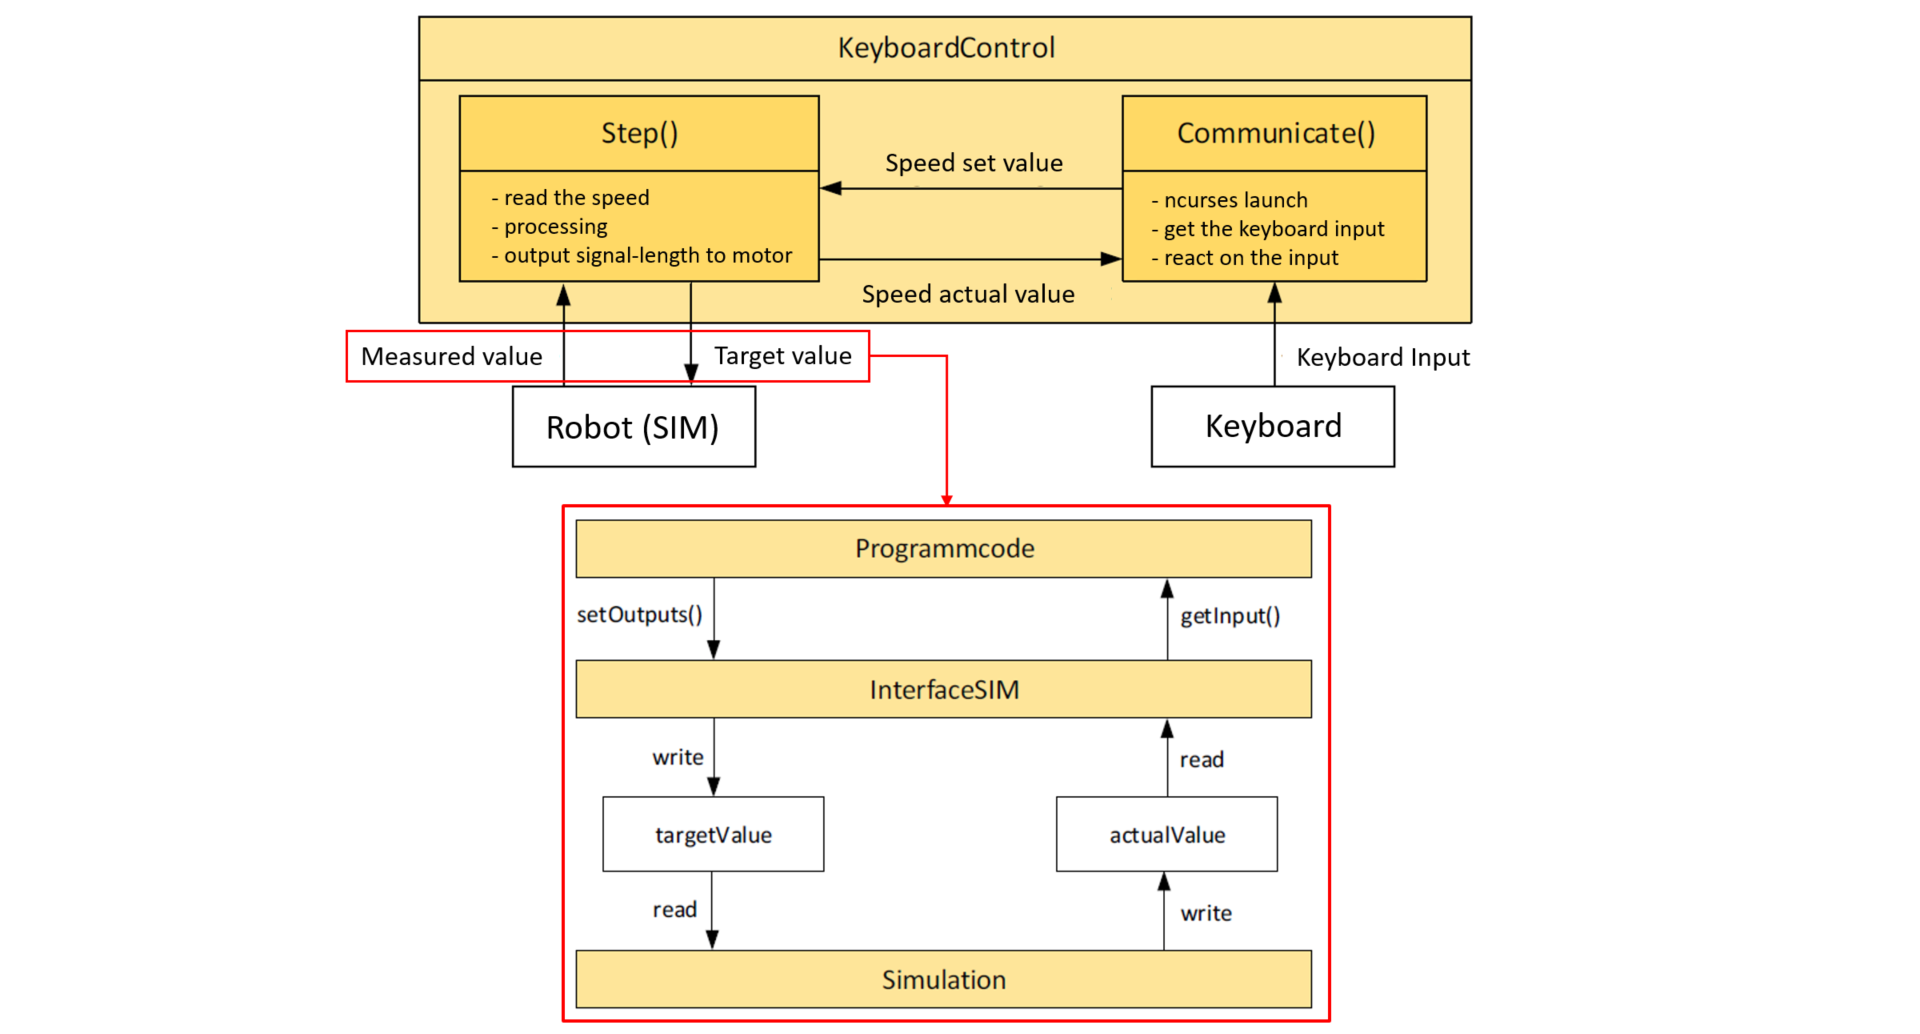 KeyboardControl
Step()
- read the speed
- processing
- output signal-length to motor
Speed set value
Speed actual value
Communicate()
- ncurses launch
- get the keyboard input
- react on the input
Measured value
Target value
Keyboard Input
Robot (SIM)
Keyboard
Programmcode
setOutputs()
getInput()
InterfaceSIM
write
read
targetValue
actualValue
read
write
Simulation